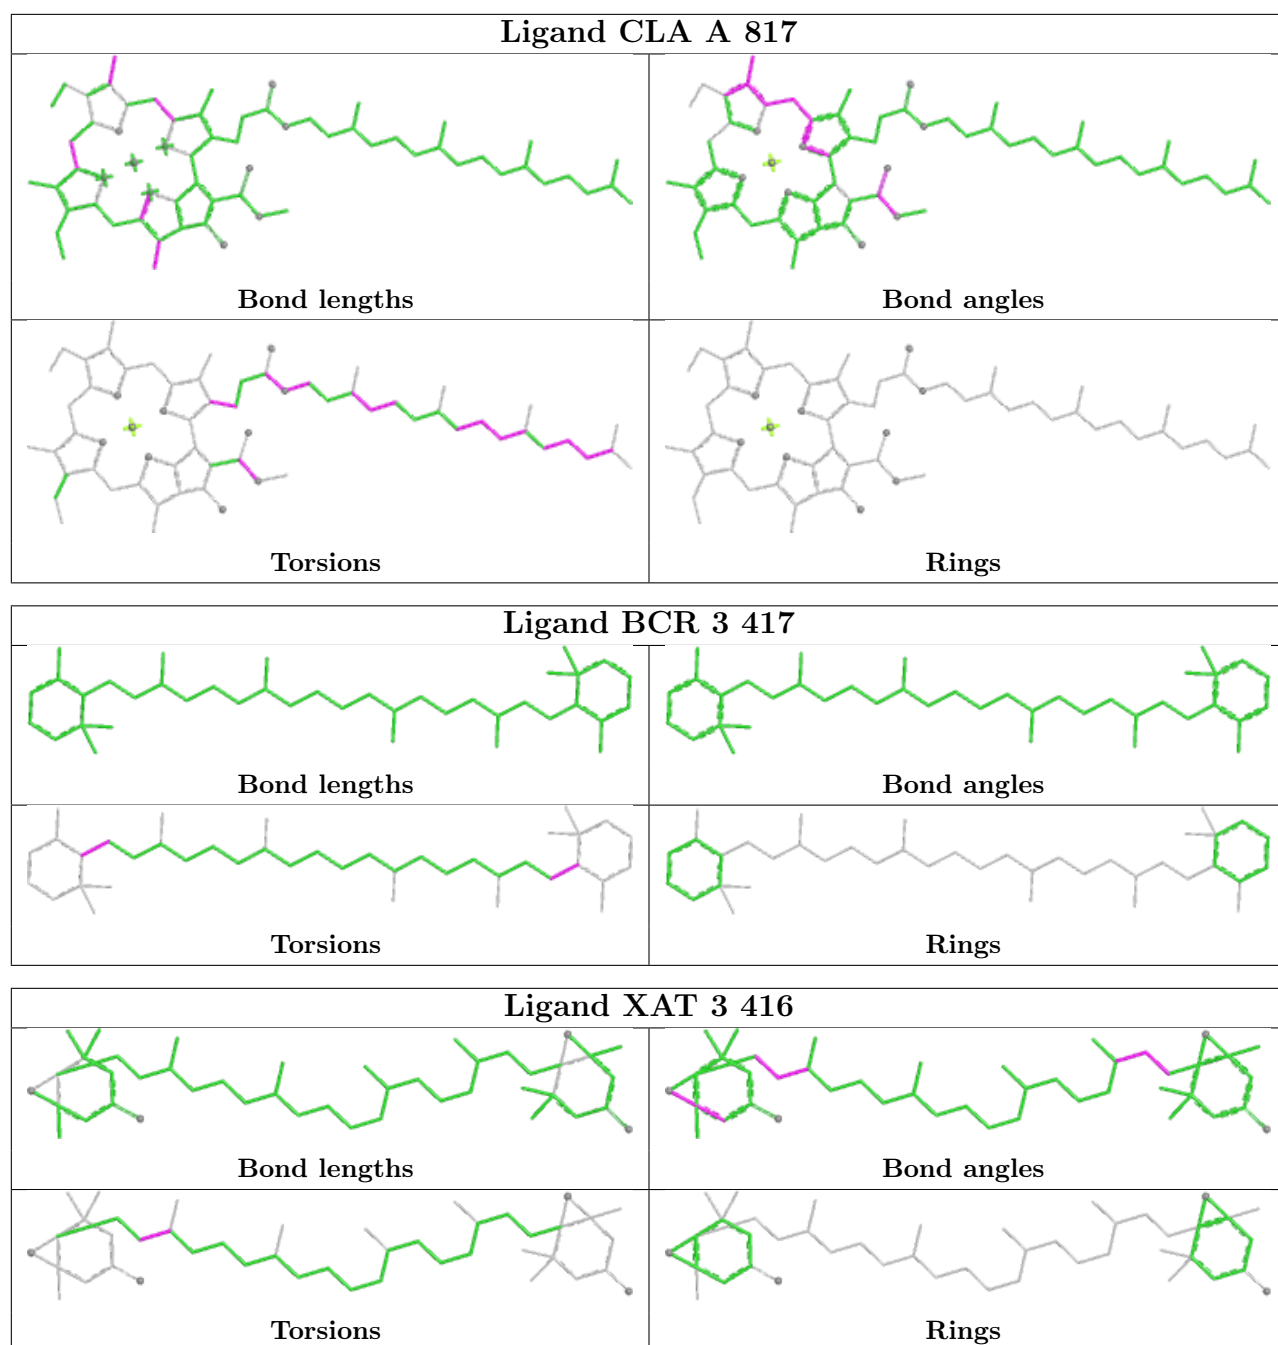 Ligand CLA A 817
Bond lengths
Bond angles
Torsions
Rings
Ligand BCR 3 417
Bond lengths
Bond angles
Torsions
Rings
Ligand XAT 3 416
Bond lengths
Bond angles
Torsions
Rings